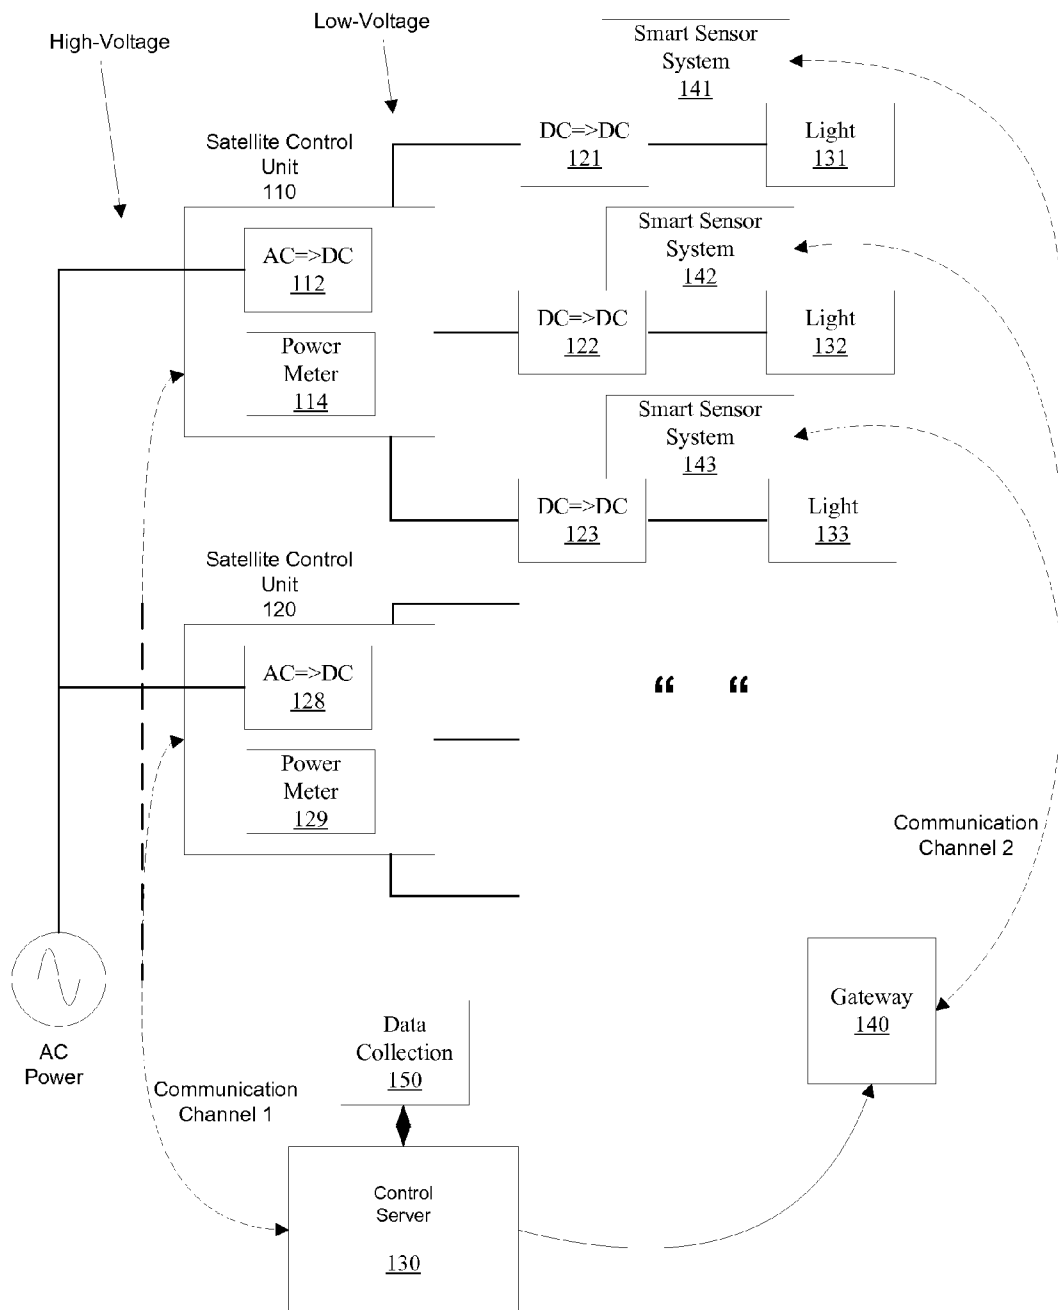 Low-Voltage
High-Voltage
Smart Sensor
System
141
DC=>DC
121
Light
131
Satellite Control
Unit
110
AC=>DC
112
Power
Meter
114
Smart Sensor
System
142
DC=>DC
122
Light
132
Smart Sensor
System
143
DC=>DC
123
Light
133
Satellite Control
Unit
120
AC=>DC
128
Power
Meter
129
“ “
Communication
Channel 2
Gateway
140
AC
Power
Data
Collection
150
Communication
Channel 1
Control
Server
130